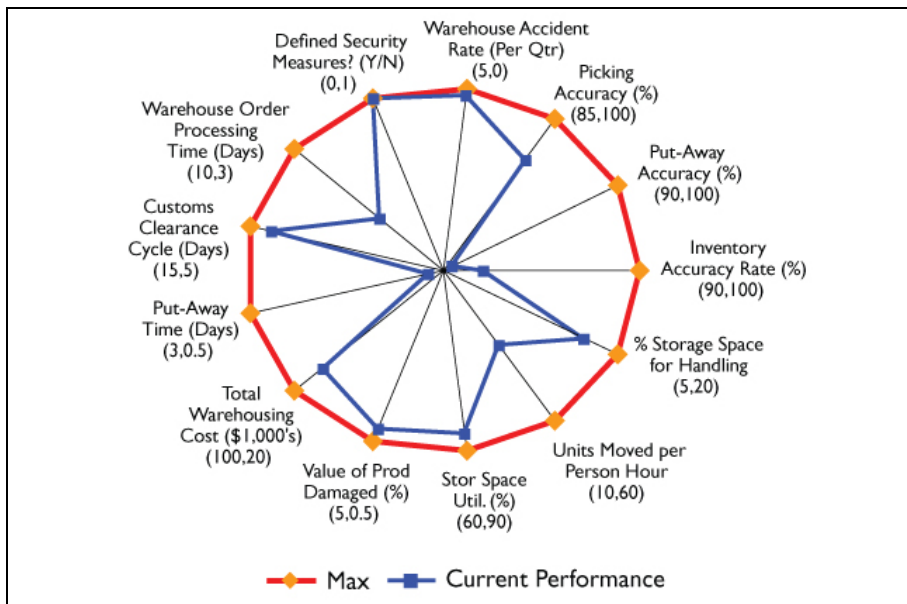 Defined Security
Measures? (Y/N)
(0,1)
Warehouse Accident
Rate (Per Qtr)
(5,0)
Picking
Accuracy (%)
(85,100)
Put-Away
Accuracy (%)
(90,100)
Inventory
Accuracy Rate (%)
(90,100)
% Storage Space
for Handling
(5,20)
Units Moved per
Person Hour
(10,60)
Stor Space
Util. (%)
(60,90)
Value of Prod
Damaged (%)
(5,0.5)
Total
Warehousing
Cost ($1,000's)
(100,20)
Put-Away
Time (Days)
(3,0.5)
Customs
Clearance
Cycle (Days)
(15,5)
Warehouse Order
Processing
Time (Days)
(10,3)
Max
Current Performance